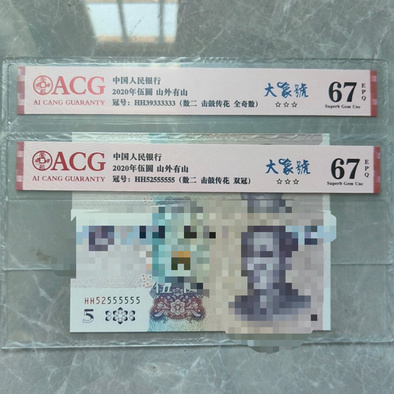 ACG
AI CANG GUARANTY
中国人民银行
2020年伍圆 山外有山
冠号：HH39333333（数二 击鼓传花 全奇数）
大象號
☆☆☆
67
EPQ
Superb Gem Unc
ACG
AI CANG GUARANTY
中国人民银行
2020年伍圆 山外有山
冠号：HH52555555（数二 击鼓传花 双冠）
大象號
☆☆☆
67
EPQ
Superb Gem Unc
HH52555555
5